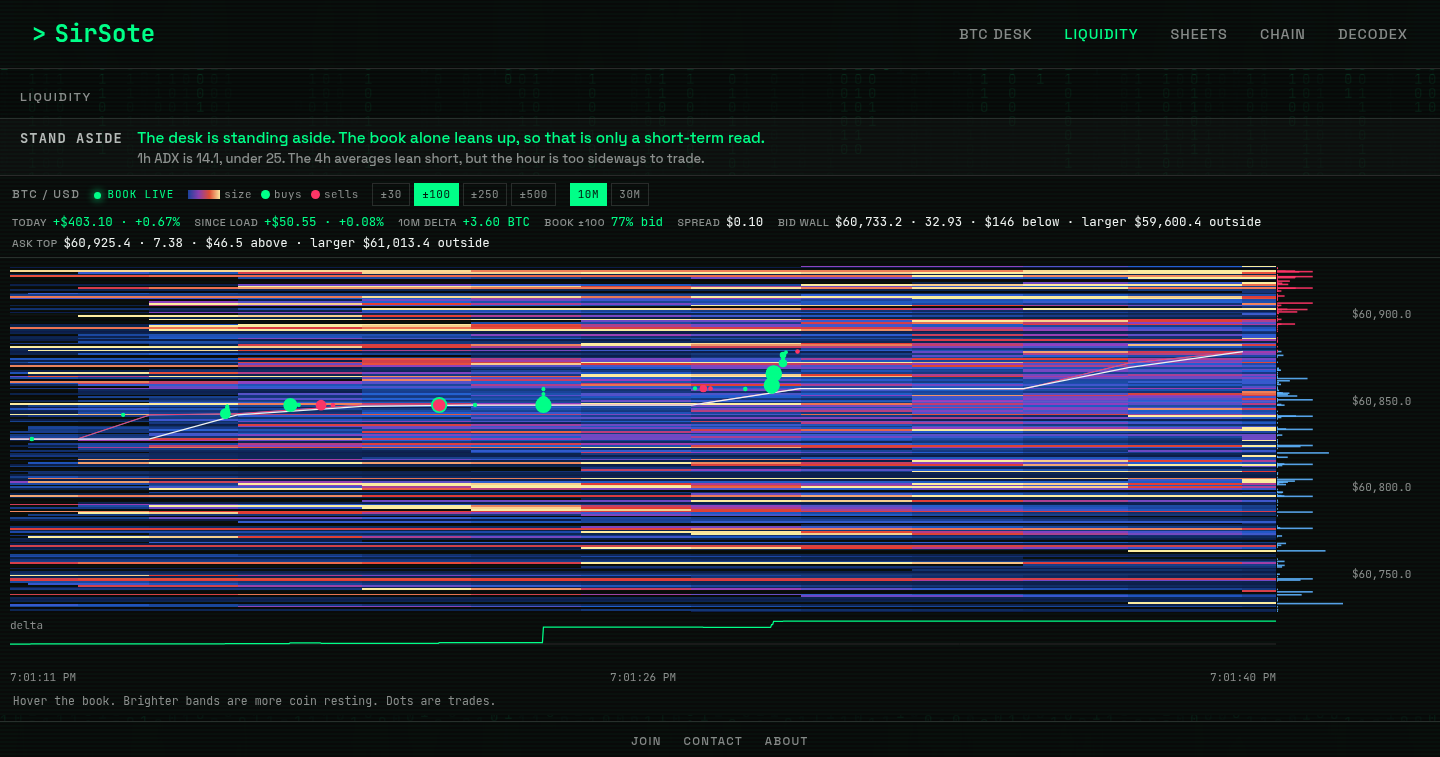 > SirSote
BTC DESK LIQUIDITY SHEETS CHAIN DECODEX
LIQUIDITY
STAND ASIDE The desk is standing aside. The book alone leans up, so that is only a short-term read.
1h ADX is 14.1, under 25. The 4h averages lean short, but the hour is too sideways to trade.
BTC / USD BOOK LIVE size buys sells ±30 ±100 ±250 ±500 10M 30M
TODAY +$403.10 · +0.67% SINCE LOAD +$50.55 · +0.08% 10M DELTA +3.60 BTC BOOK ±100 77% bid SPREAD $0.10 BID WALL $60,733.2 · 32.93 · $146 below · larger $59,600.4 outside
ASK TOP $60,925.4 · 7.38 · $46.5 above · larger $61,013.4 outside
$60,900.0
$60,850.0
$60,800.0
$60,750.0
delta
7:01:11 PM 7:01:26 PM 7:01:40 PM
Hover the book. Brighter bands are more coin resting. Dots are trades.
JOIN CONTACT ABOUT